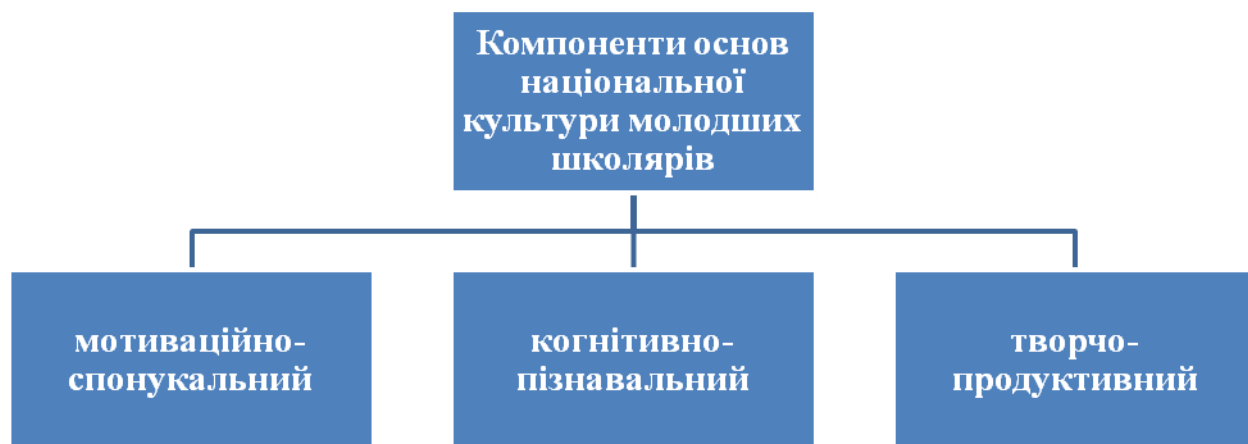 Компоненти основ
національної
культури молодших
школярів
мотиваційно-
спонукальний
когнітивно-
пізнавальний
творчо-
продуктивний